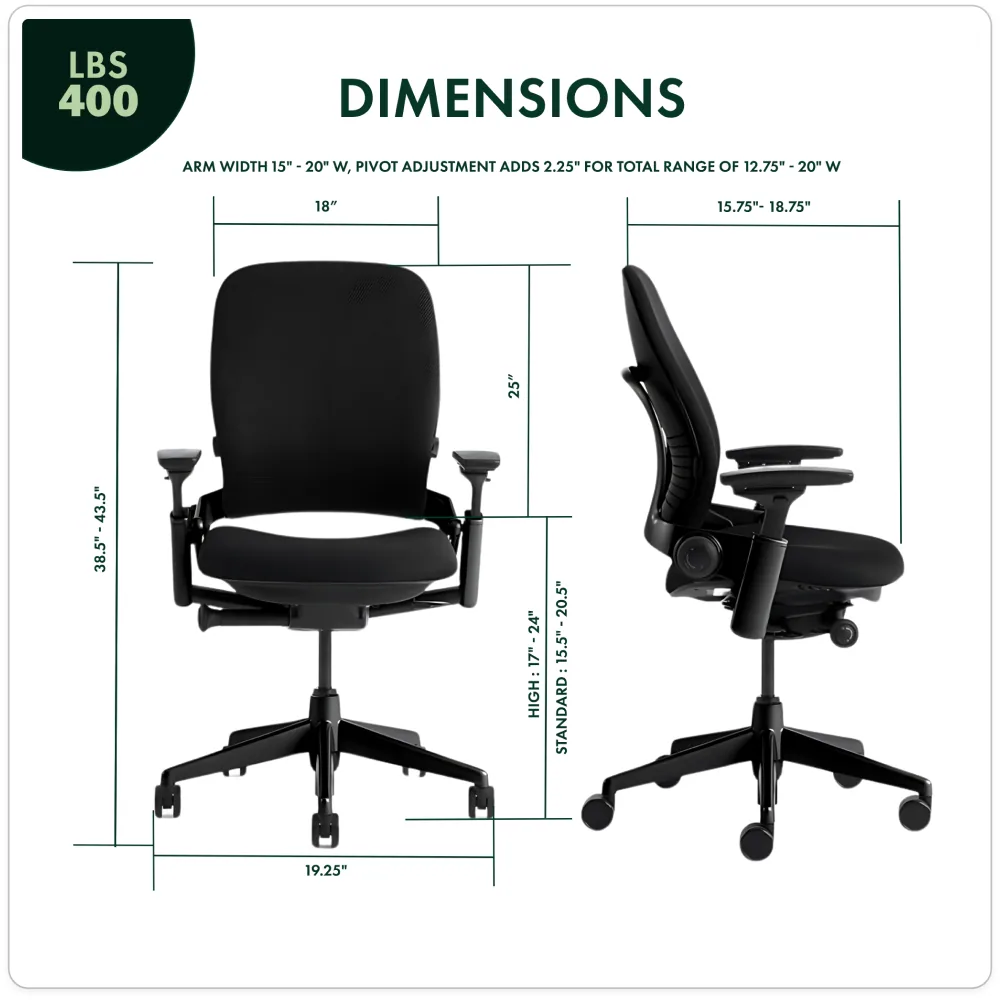 LBS
400
DIMENSIONS
ARM WIDTH 15" - 20" W, PIVOT ADJUSTMENT ADDS 2.25" FOR TOTAL RANGE OF 12.75" - 20" W
18″
15.75"- 18.75"
25″
38.5" - 43.5"
HIGH : 17" - 24"
STANDARD : 15.5" - 20.5"
19.25"